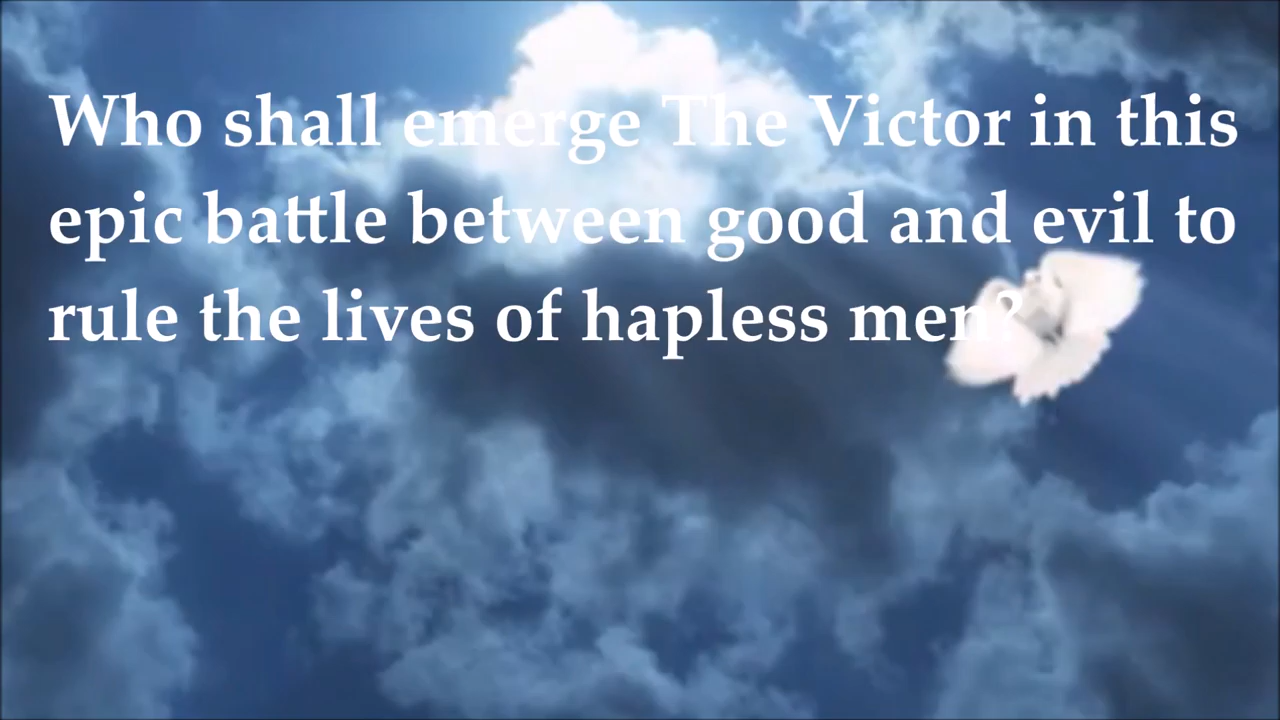 Who shall emerge The Victor in this
epic battle between good and evil to
rule the lives of hapless men?